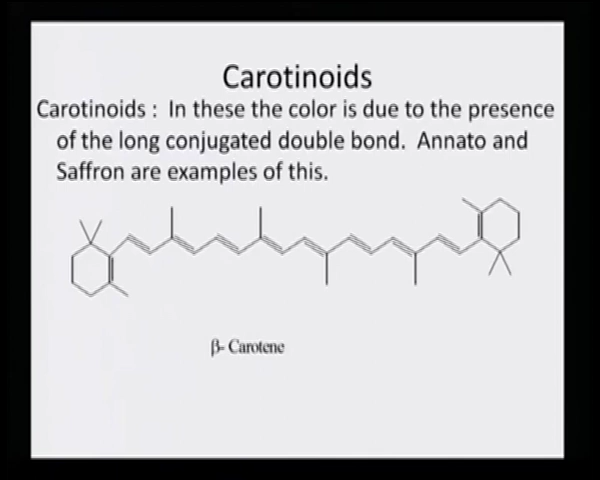 Carotinoids
Carotinoids : In these the color is due to the presence
of the long conjugated double bond. Annato and
Saffron are examples of this.
β- Carotene